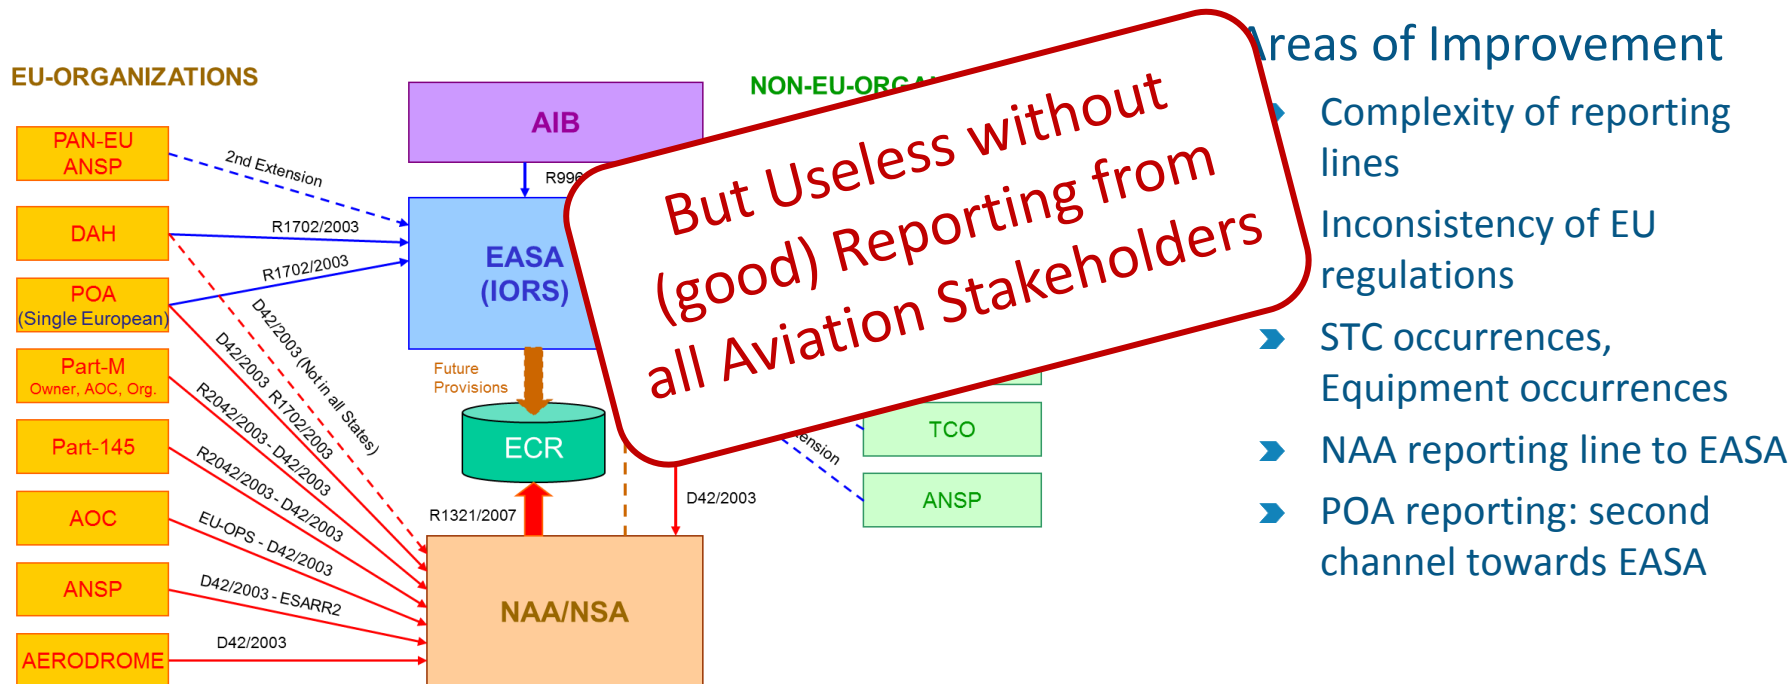 EU-ORGANIZATIONS
PAN-EU
ANSP
DAH
POA
(Single European)
Part-M
Owner, AOC, Org.
Part-145
AOC
ANSP
AERODROME
2nd Extension
R1702/2003
R1702/2003
D42/2003 (Not in all States)
D42/2003 - R1702/2003
R2042/2003 - D42/2003
R2042/2003 - D42/2003
EU-OPS - D42/2003
D42/2003 - ESARR2
D42/2003
AIB
R996
EASA
(IORS)
Future
Provisions
ECR
R1321/2007
NAA/NSA
D42/2003
But Useless without
(good) Reporting from
all Aviation Stakeholders
TCO
ANSP
Areas of Improvement
Complexity of reporting
lines
Inconsistency of EU
regulations
STC occurrences,
Equipment occurrences
NAA reporting line to EASA
POA reporting: second
channel towards EASA